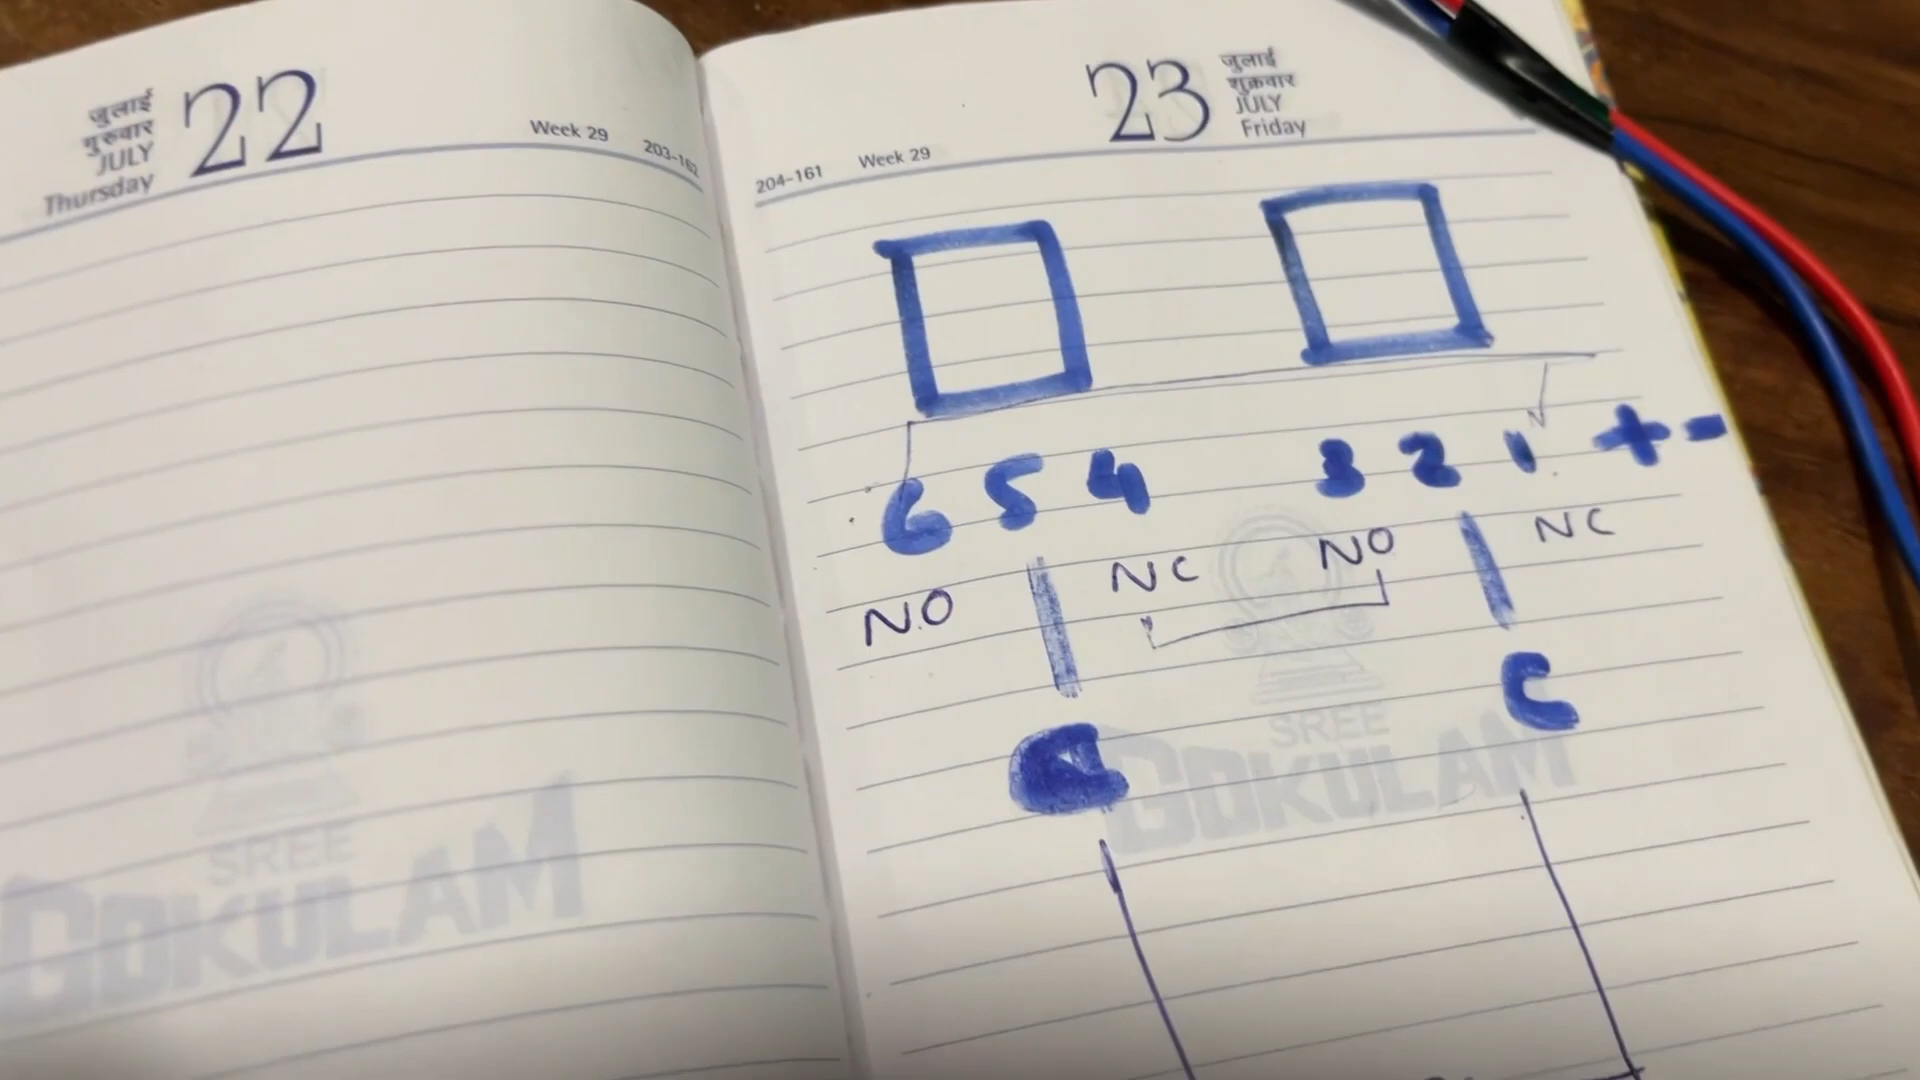 जुलाई
गुरुवार
JULY
Thursday
22
Week 29
203-162
23
जुलाई
शुक्रवार
JULY
Friday
204-161
Week 29
6 5 4 3 2 1 + -
NO NC NO NC
C C
SREE
GOKULAM
SREE
GOKULAM